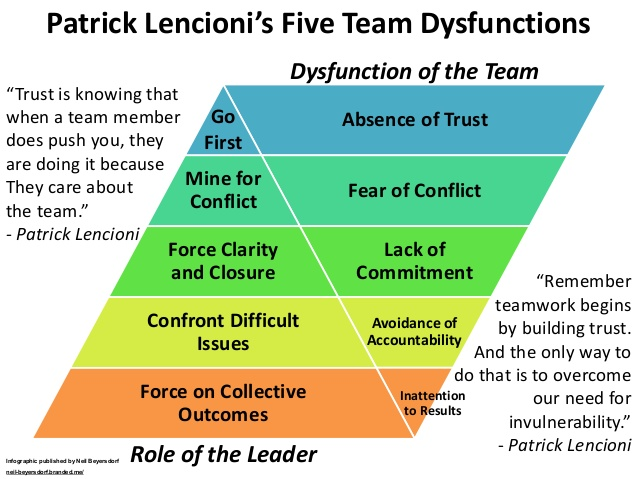 Patrick Lencioni's Five Team Dysfunctions
Dysfunction of the Team
“Trust is knowing that
when a team member
does push you, they
are doing it because
They care about
the team.”
- Patrick Lencioni
Go
First
Absence of Trust
Mine for
Conflict
Fear of Conflict
Force Clarity
and Closure
Lack of
Commitment
Confront Difficult
Issues
Avoidance of
Accountability
Force on Collective
Outcomes
Inattention
to Results
“Remember
teamwork begins
by building trust.
And the only way to
do that is to overcome
our need for
invulnerability.”
- Patrick Lencioni
Role of the Leader
Infographic published by Neil Beyersdorf
neil-beyersdorf.branded.me/